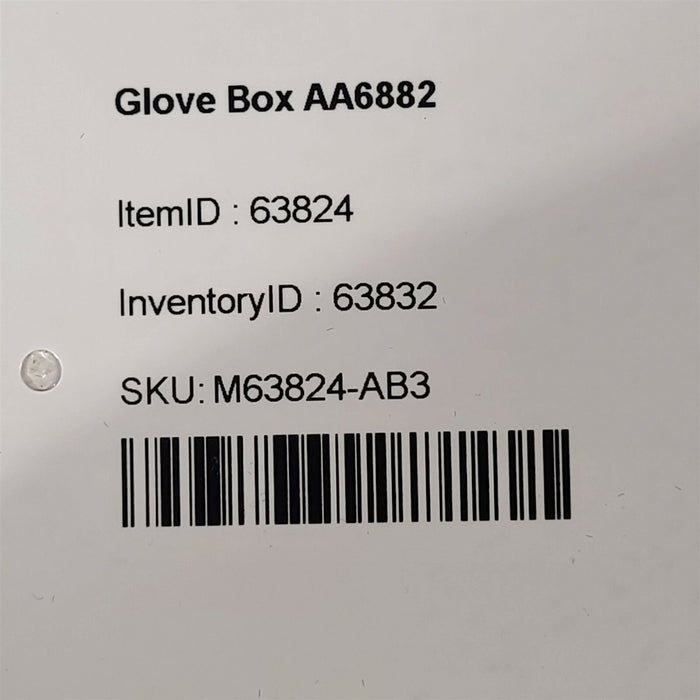 Glove Box AA6882
ItemID : 63824
InventoryID : 63832
SKU: M63824-AB3